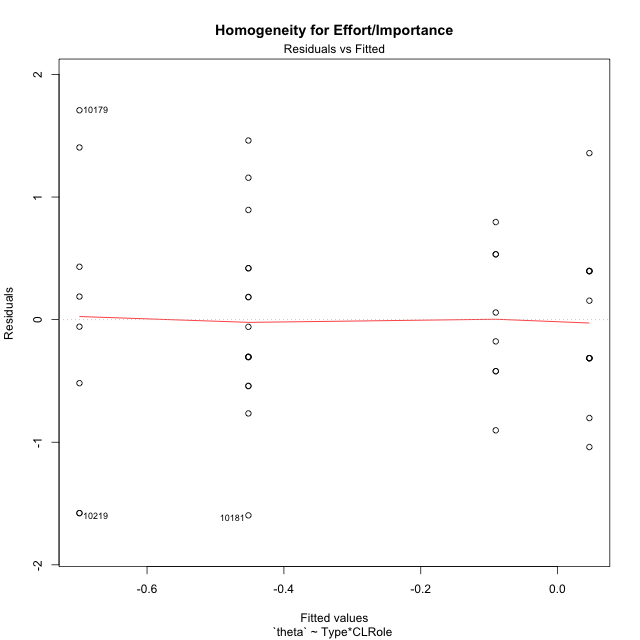 Homogeneity for Effort/Importance
Residuals vs Fitted
2
1
0
-1
-2
Residuals
10179
10219
10181
-0.6 -0.4 -0.2 0.0
Fitted values
`theta` ~ Type*CLRole